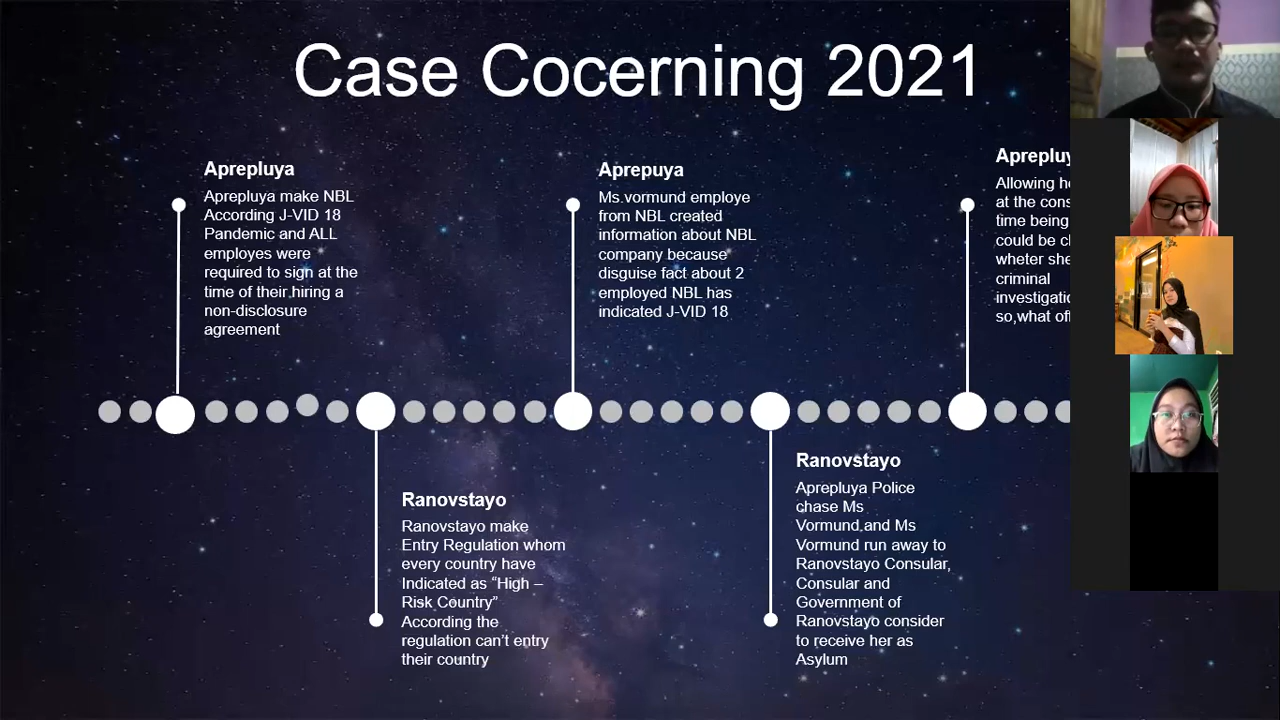 Case Cocerning 2021
Aprepluya
Aprepluya make NBL
According J-VID 18
Pandemic and ALL
employes were
required to sign at the
time of their hiring a
non-disclosure
agreement
Ranovstayo
Ranovstayo make
Entry Regulation whom
every country have
Indicated as “High –
Risk Country”
According the
regulation can’t entry
their country
Aprepuya
Ms.vormund employe
from NBL created
information about NBL
company because
disguise fact about 2
employed NBL has
indicated J-VID 18
Ranovstayo
Aprepluya Police
chase Ms
Vormund,and Ms
Vormund run away to
Ranovstayo Consular,
Consular and
Government of
Ranovstayo consider
to receive her as
Asylum
Allowing
at the
time being
could be
wheter
criminal
so,what